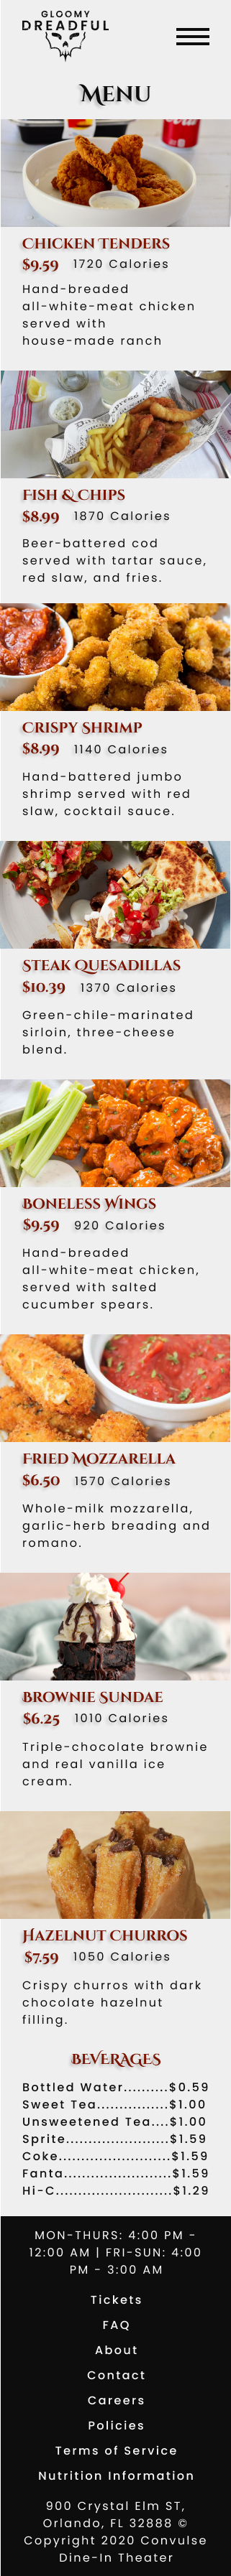 GLOOMY
DREADFUL
MENU
CHICKEN TENDERS
$9.59 1720 Calories
Hand-breaded
all-white-meat chicken
served with
house-made ranch
FISH & CHIPS
$8.99 1870 Calories
Beer-battered cod
served with tartar sauce,
red slaw, and fries.
CRISPY SHRIMP
$8.99 1140 Calories
Hand-battered jumbo
shrimp served with red
slaw, cocktail sauce.
STEAK QUESADILLAS
$10.39 1370 Calories
Green-chile-marinated
sirloin, three-cheese
blend.
BONELESS WINGS
$9.59 920 Calories
Hand-breaded
all-white-meat chicken,
served with salted
cucumber spears.
FRIED MOZZARELLA
$6.50 1570 Calories
Whole-milk mozzarella,
garlic-herb breading and
romano.
BROWNIE SUNDAE
$6.25 1010 Calories
Triple-chocolate brownie
and real vanilla ice
cream.
HAZELNUT CHURROS
$7.59 1050 Calories
Crispy churros with dark
chocolate hazelnut
filling.
BEVERAGES
Bottled Water..........$0.59
Sweet Tea................$1.00
Unsweetened Tea....$1.00
Sprite.......................$1.59
Coke.........................$1.59
Fanta........................$1.59
Hi-C..........................$1.29
MON-THURS: 4:00 PM -
12:00 AM | FRI-SUN: 4:00
PM - 3:00 AM
Tickets
FAQ
About
Contact
Careers
Policies
Terms of Service
Nutrition Information
900 Crystal Elm ST,
Orlando, FL 32888 ©
Copyright 2020 Convulse
Dine-In Theater